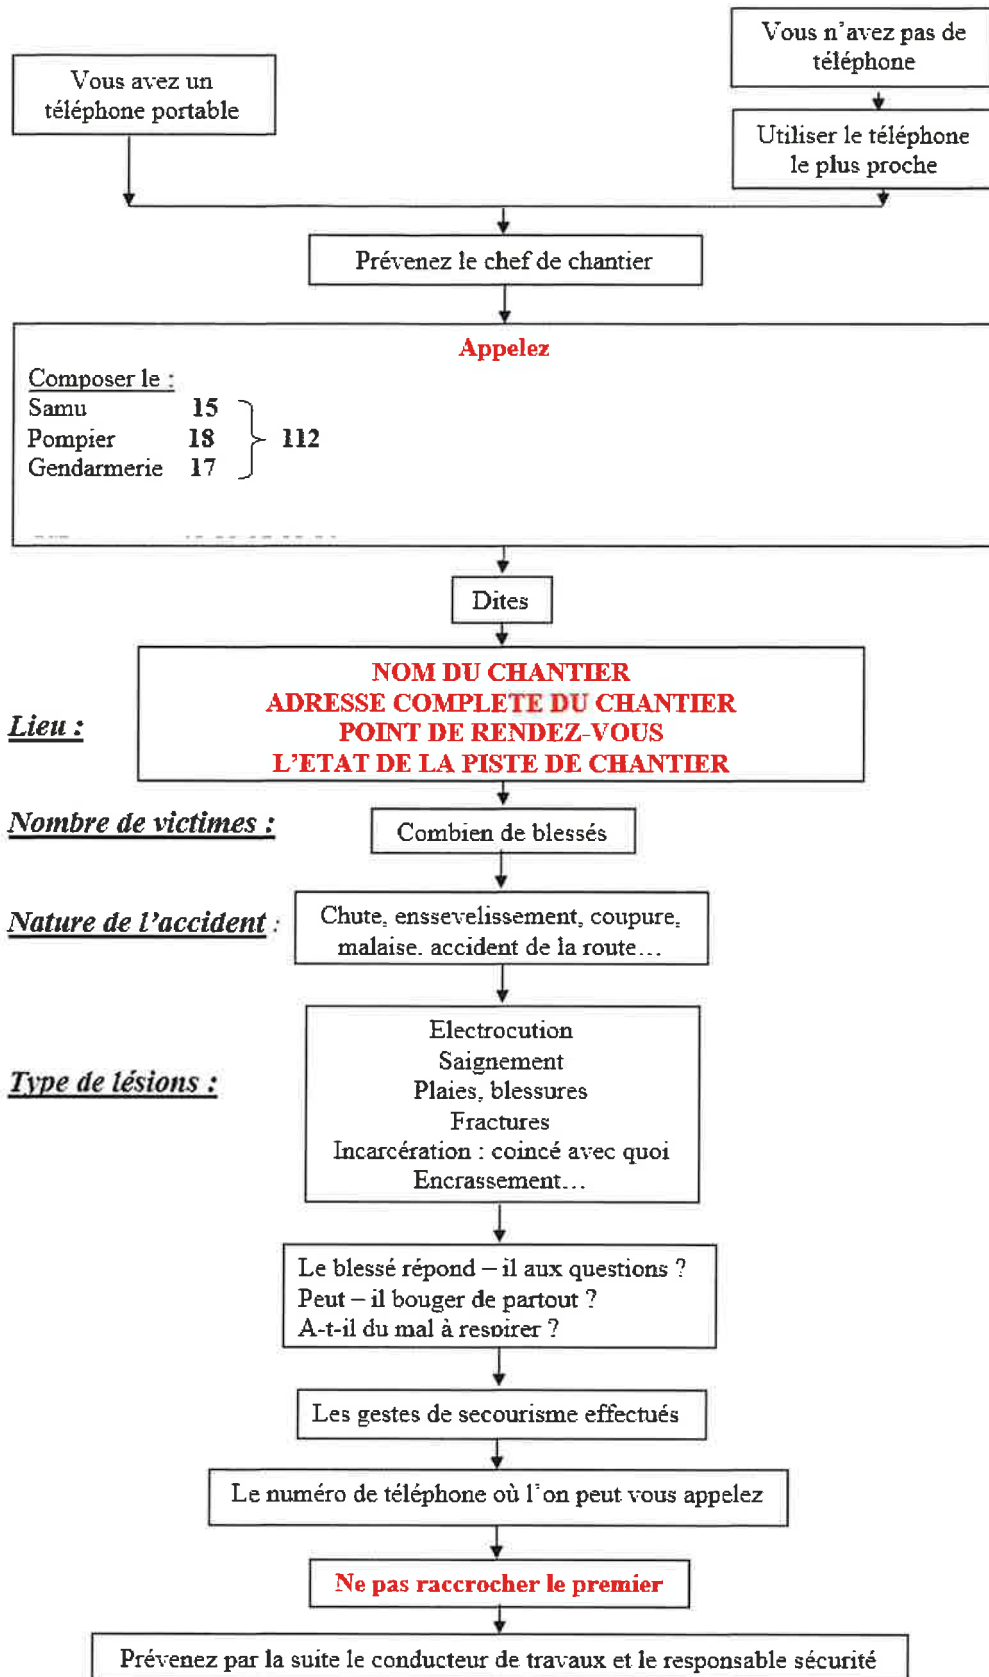 Vous avez un
téléphone portable
Vous n'avez pas de
téléphone
Utiliser le téléphone
le plus proche
Prévenez le chef de chantier
Appelez
Composer le :
Samu 15
Pompier 18 112
Gendarmerie 17
Dites
Lieu :
NOM DU CHANTIER
ADRESSE COMPLETE DU CHANTIER
POINT DE RENDEZ-VOUS
L'ETAT DE LA PISTE DE CHANTIER
Nombre de victimes :
Combien de blessés
Nature de l'accident :
Chute, enssevelissement, coupure,
malaise. accident de la route...
Type de lésions :
Electrocution
Saignement
Plaies, blessures
Fractures
Incarcération : coincé avec quoi
Encrassement...
Le blessé répond – il aux questions ?
Peut – il bouger de partout ?
A-t-il du mal à respirer ?
Les gestes de secourisme effectués
Le numéro de téléphone où l'on peut vous appelez
Ne pas raccrocher le premier
Prévenez par la suite le conducteur de travaux et le responsable sécurité